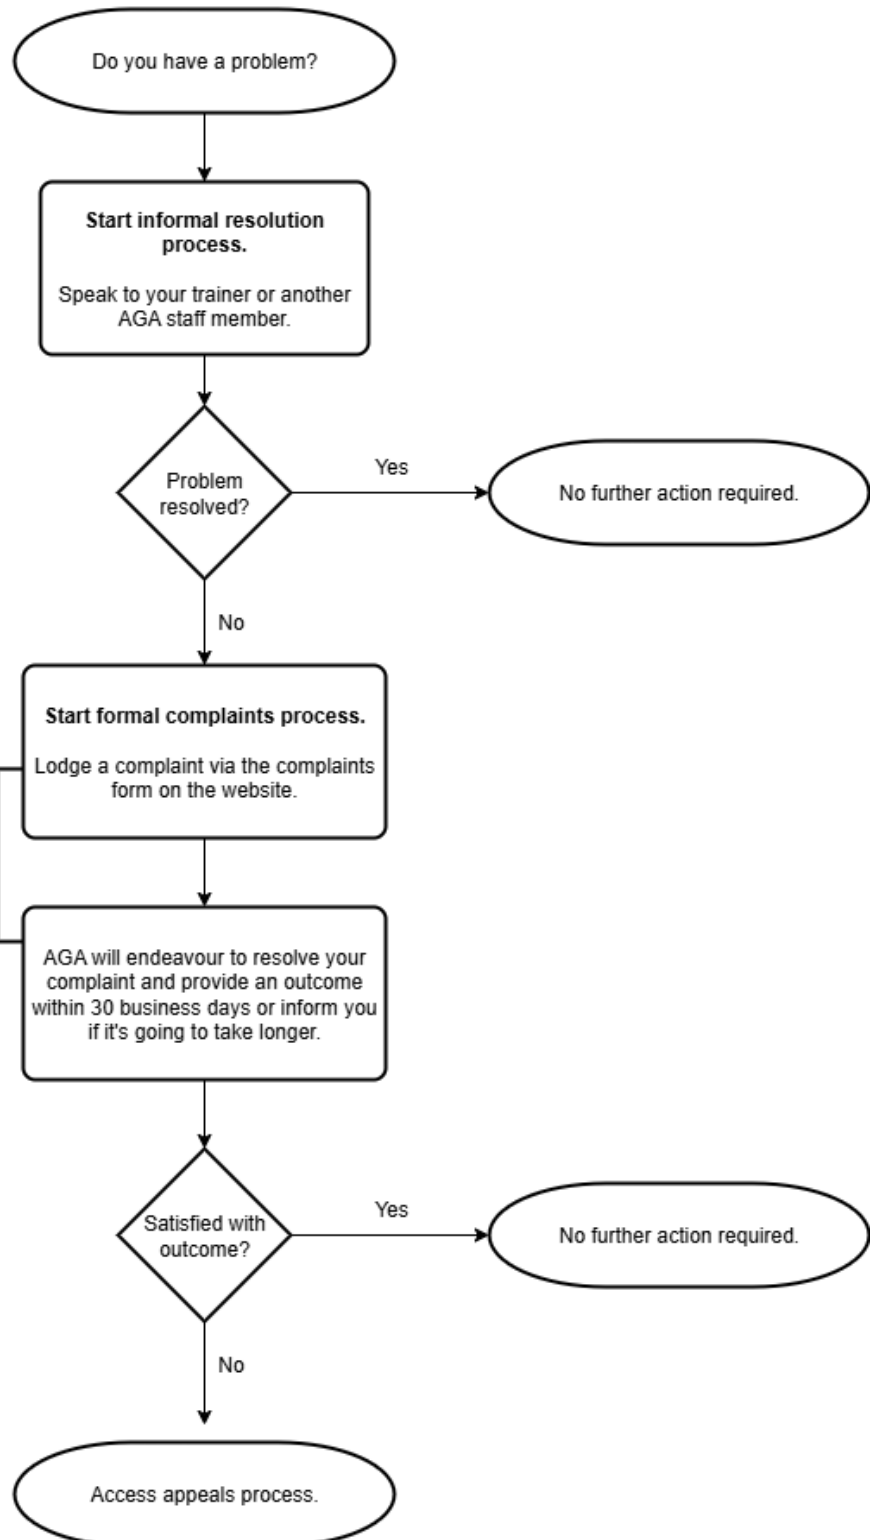 Do you have a problem?
Start informal resolution
process.
Speak to your trainer or another
AGA staff member.
Problem
resolved?
Yes
No further action required.
No
Start formal complaints process.
Lodge a complaint via the complaints
form on the website.
AGA will endeavour to resolve your
complaint and provide an outcome
within 30 business days or inform you
if it's going to take longer.
Satisfied with
outcome?
Yes
No further action required.
No
Access appeals process.